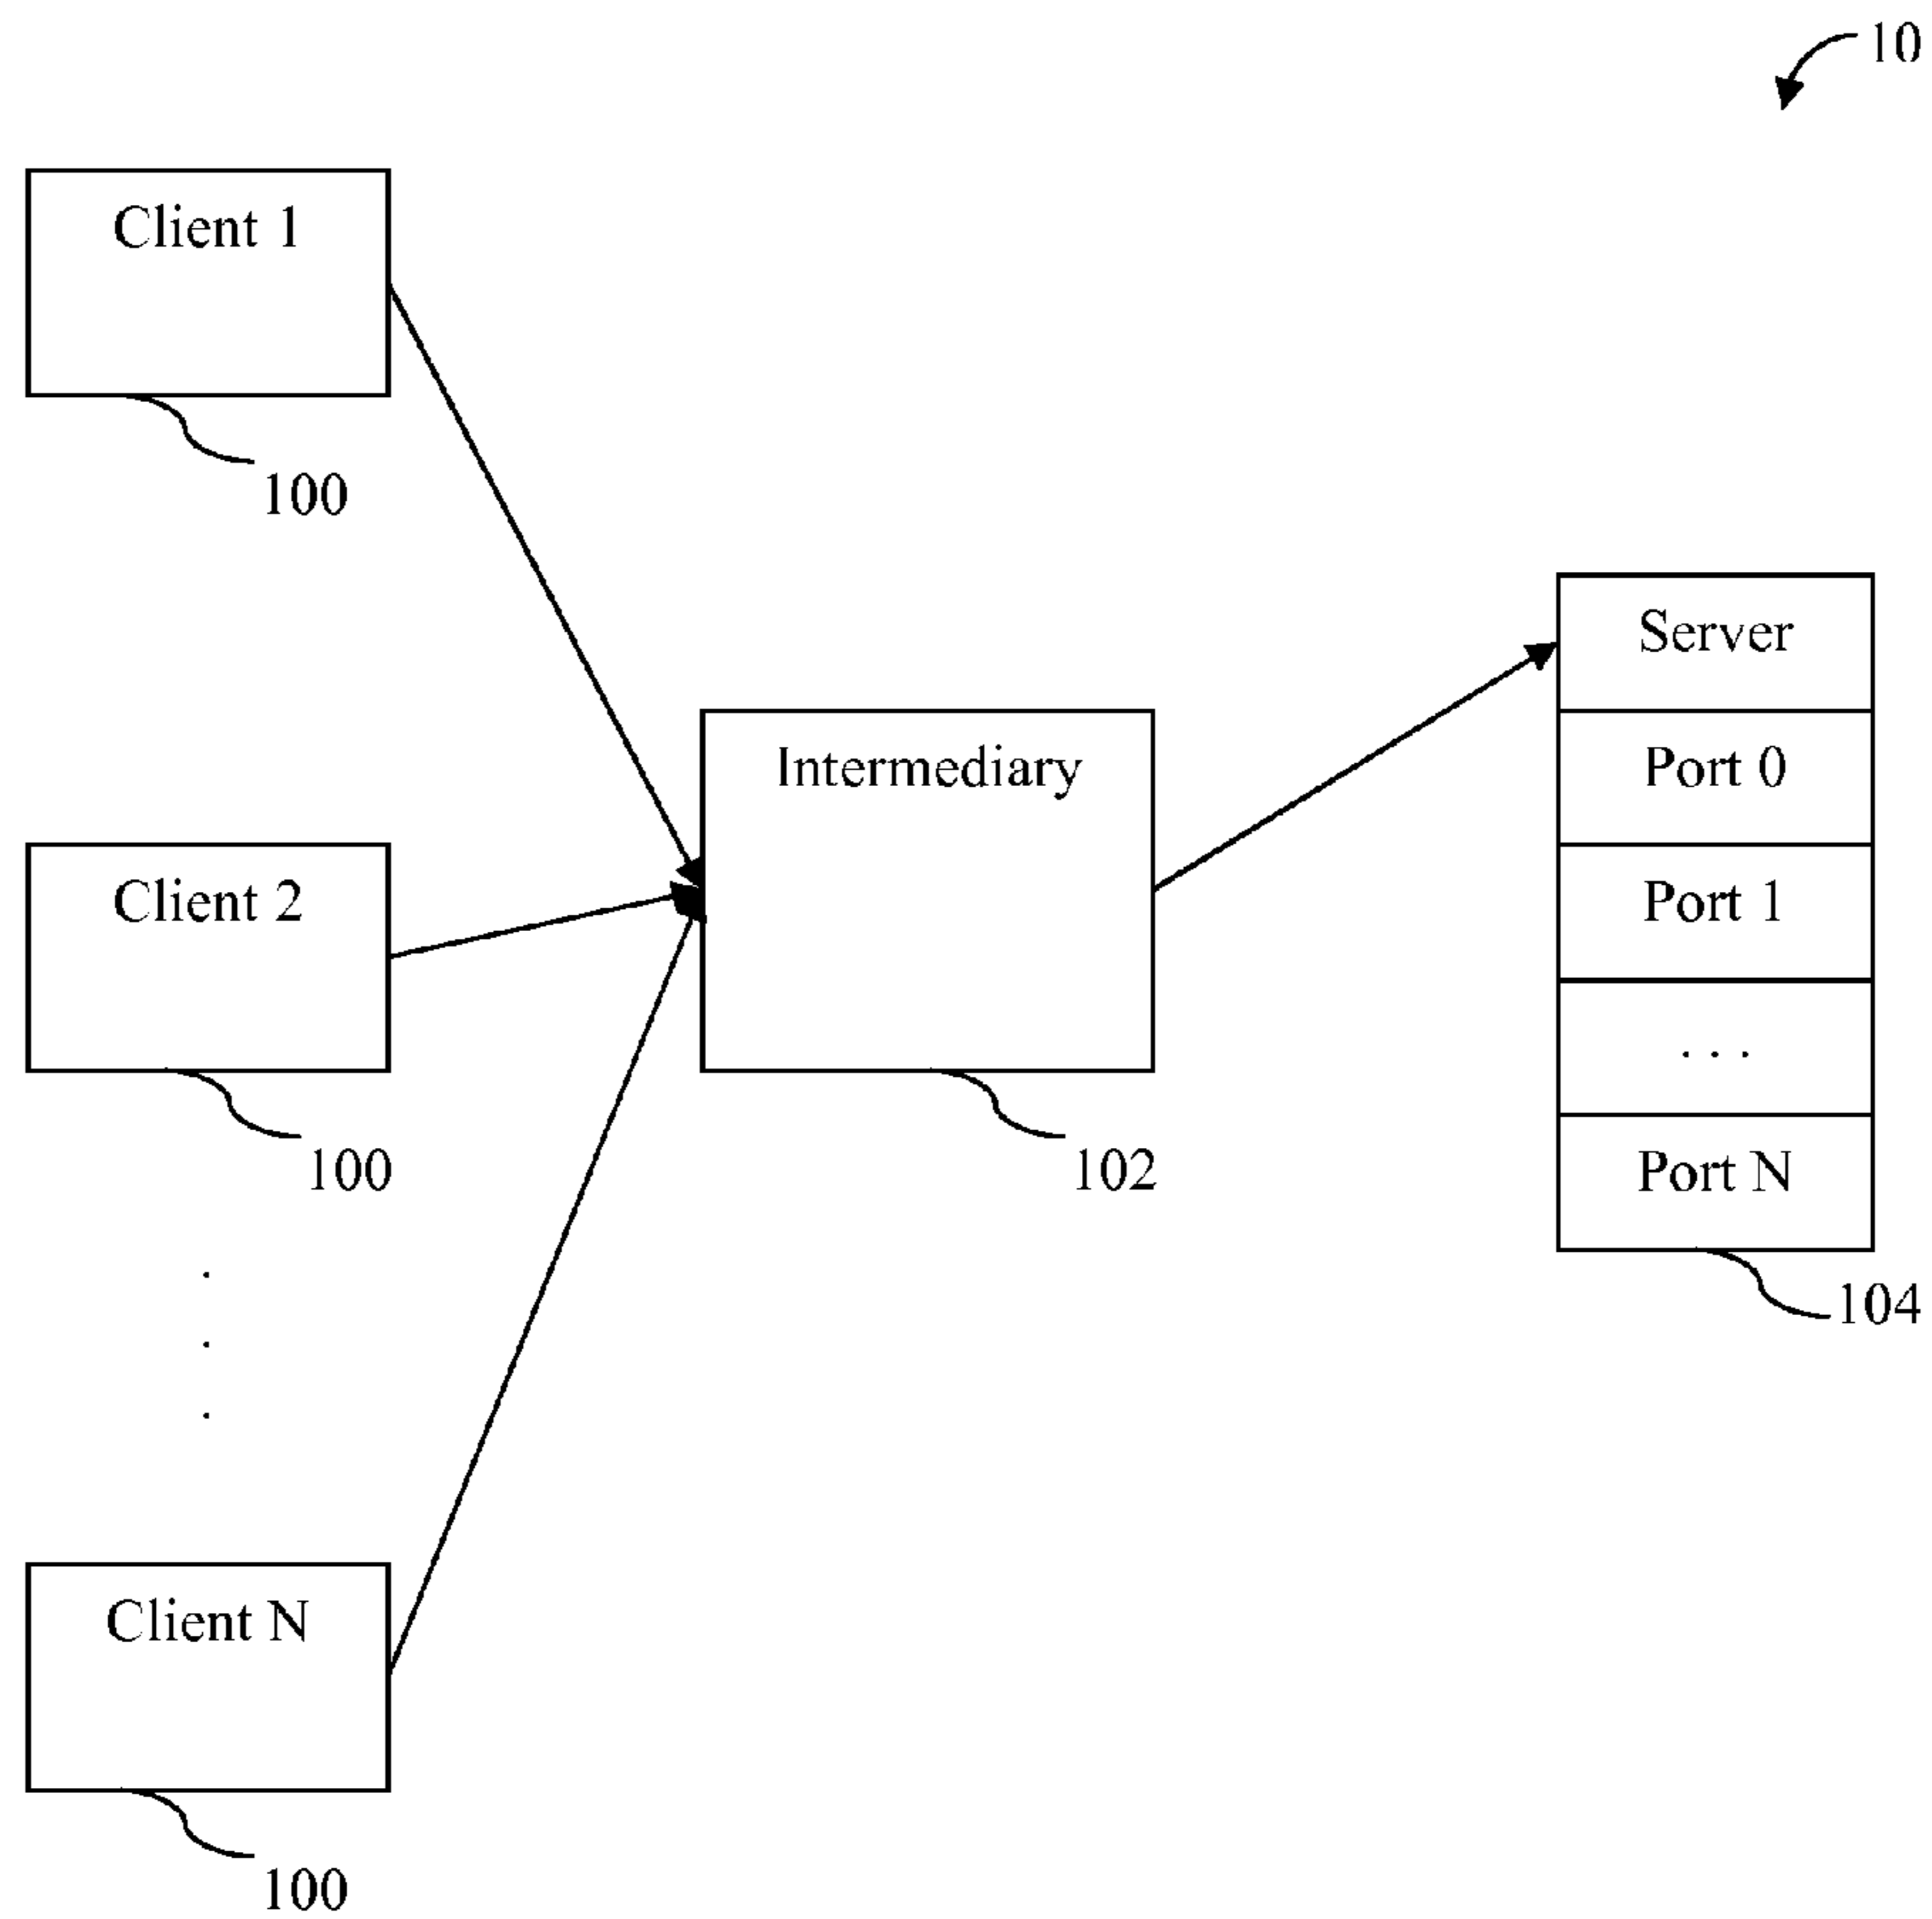 10
Client 1
100
Server
Intermediary
Port 0
Client 2
Port 1
. . .
100
102
Port N
.
.
.
104
Client N
100